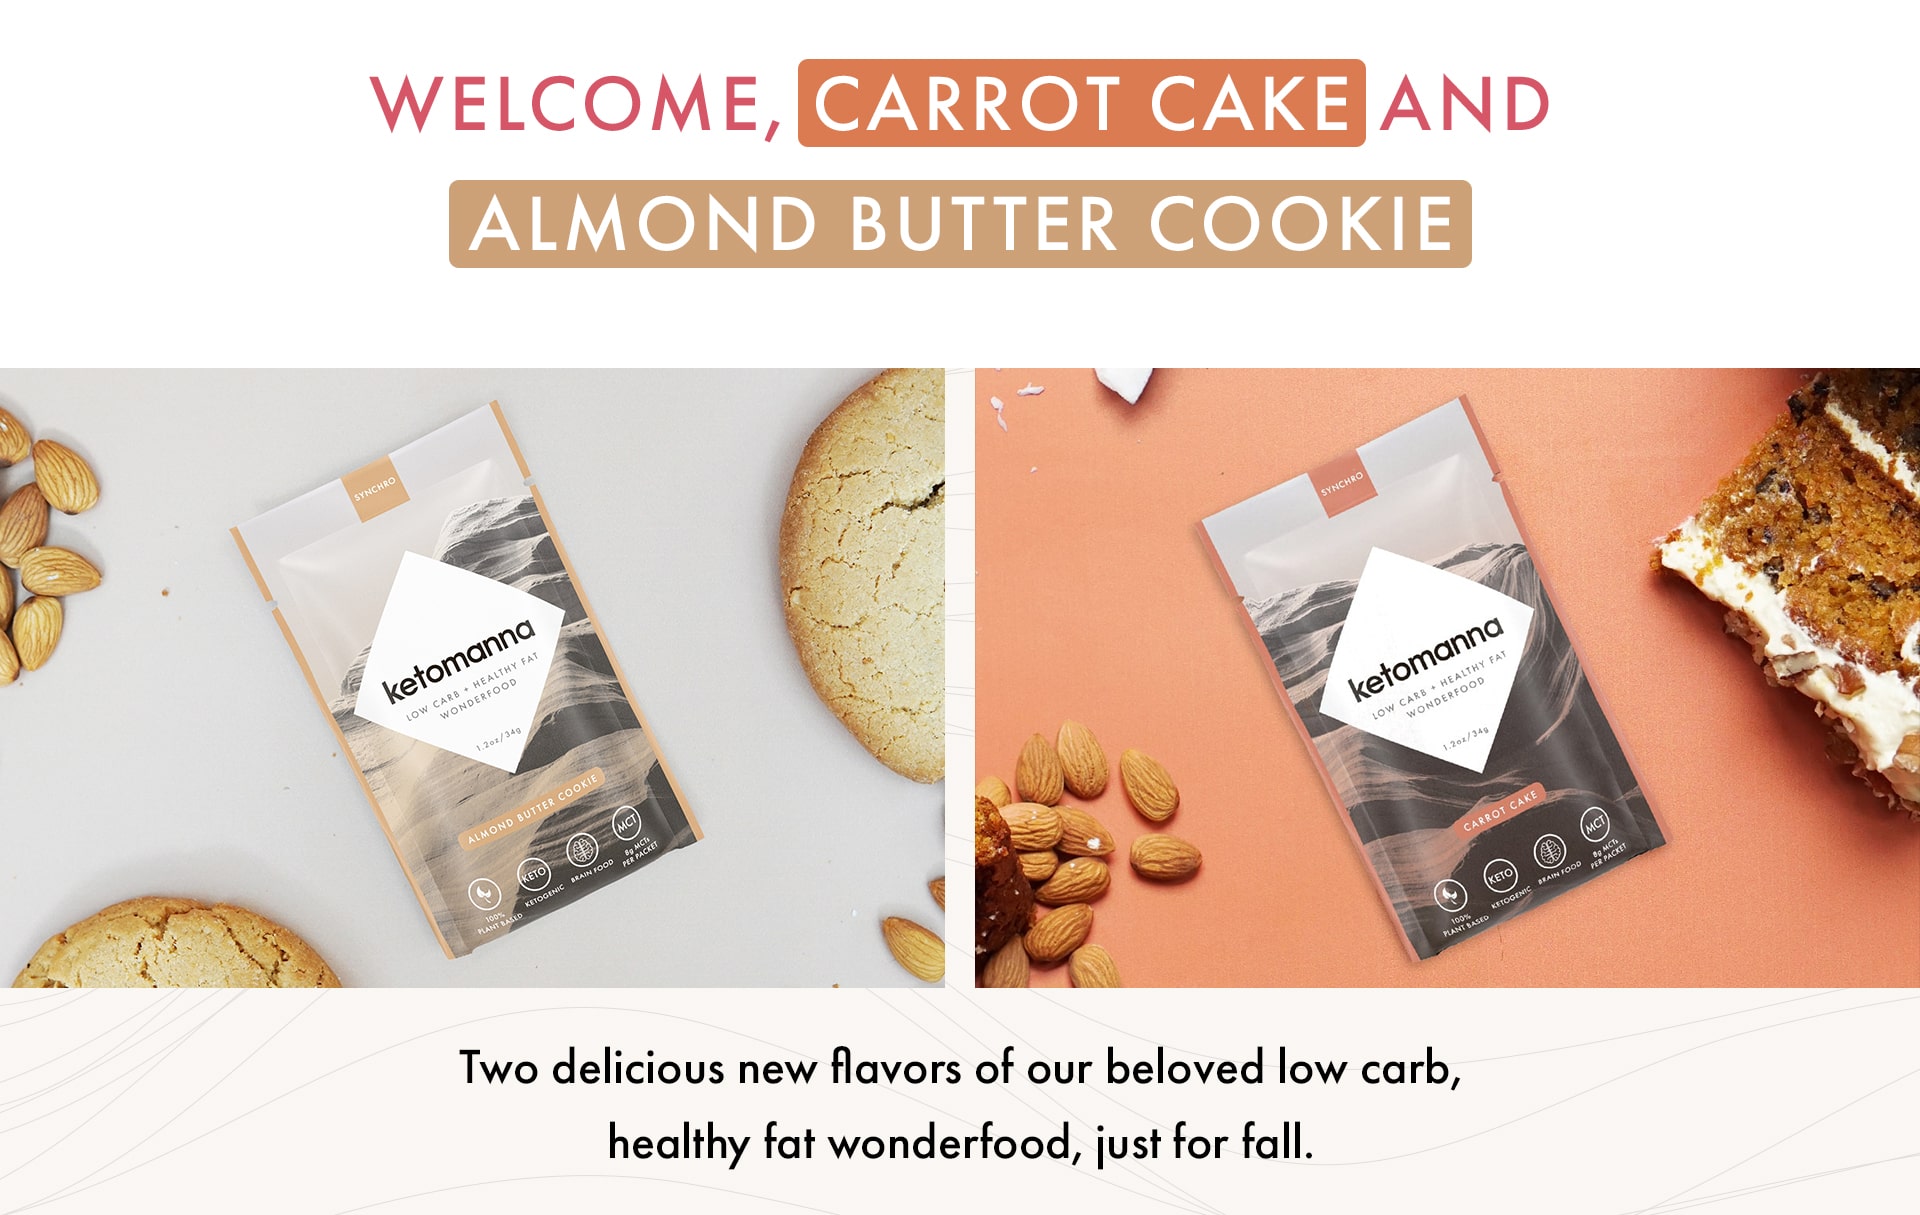 WELCOME, CARROT CAKE AND
ALMOND BUTTER COOKIE
SYNCHRO
ketomanna
LOW CARB + HEALTHY FAT
WONDERFOOD
1.2oz/34g
ALMOND BUTTER COOKIE
100%
PLANT BASED
KETO
KETOGENIC
BRAIN FOOD
MCT
8g MCTs
PER PACKET
SYNCHRO
ketomanna
LOW CARB + HEALTHY FAT
WONDERFOOD
1.2oz/34g
CARROT CAKE
100%
PLANT BASED
KETO
KETOGENIC
BRAIN FOOD
MCT
8g MCTs
PER PACKET
Two delicious new flavors of our beloved low carb,
healthy fat wonderfood, just for fall.